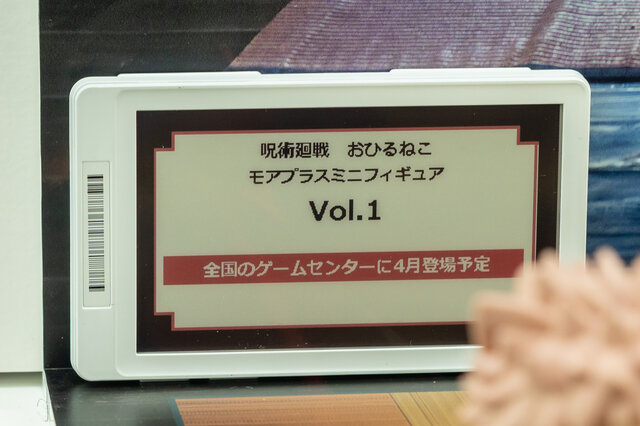 呪術廻戦　おひるねこ
モアプラスミニフィギュア
Vol.1
全国のゲームセンターに4月登場予定